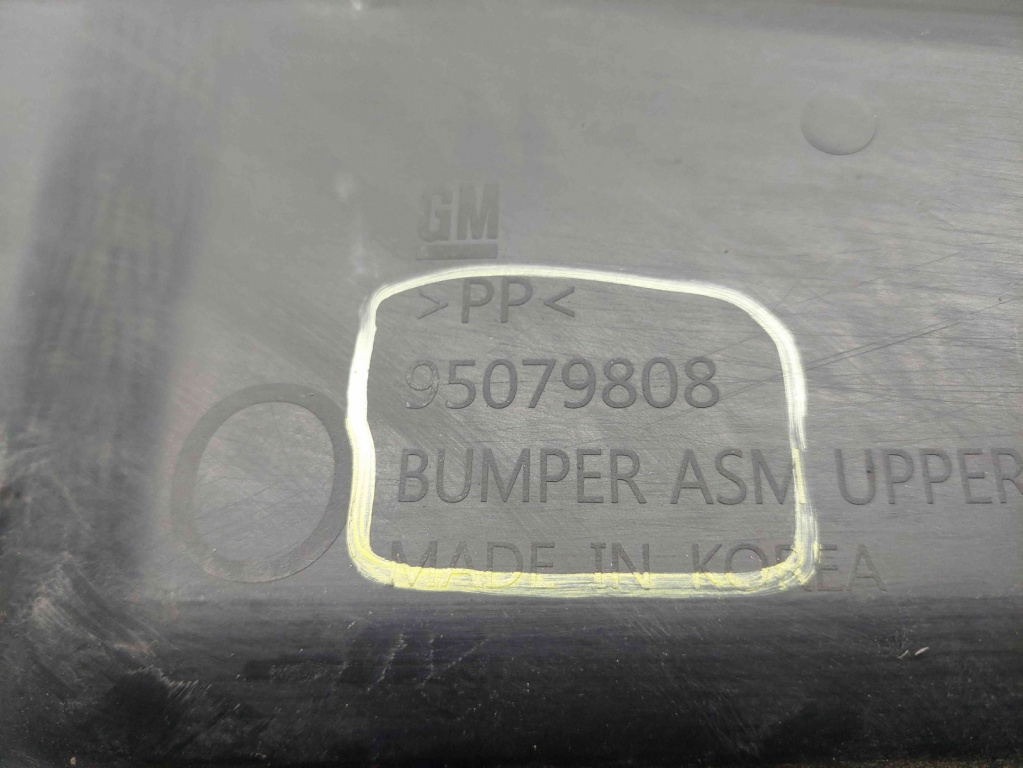 GM
>PP<
95079808
BUMPER ASM UPPER
MADE IN KOREA